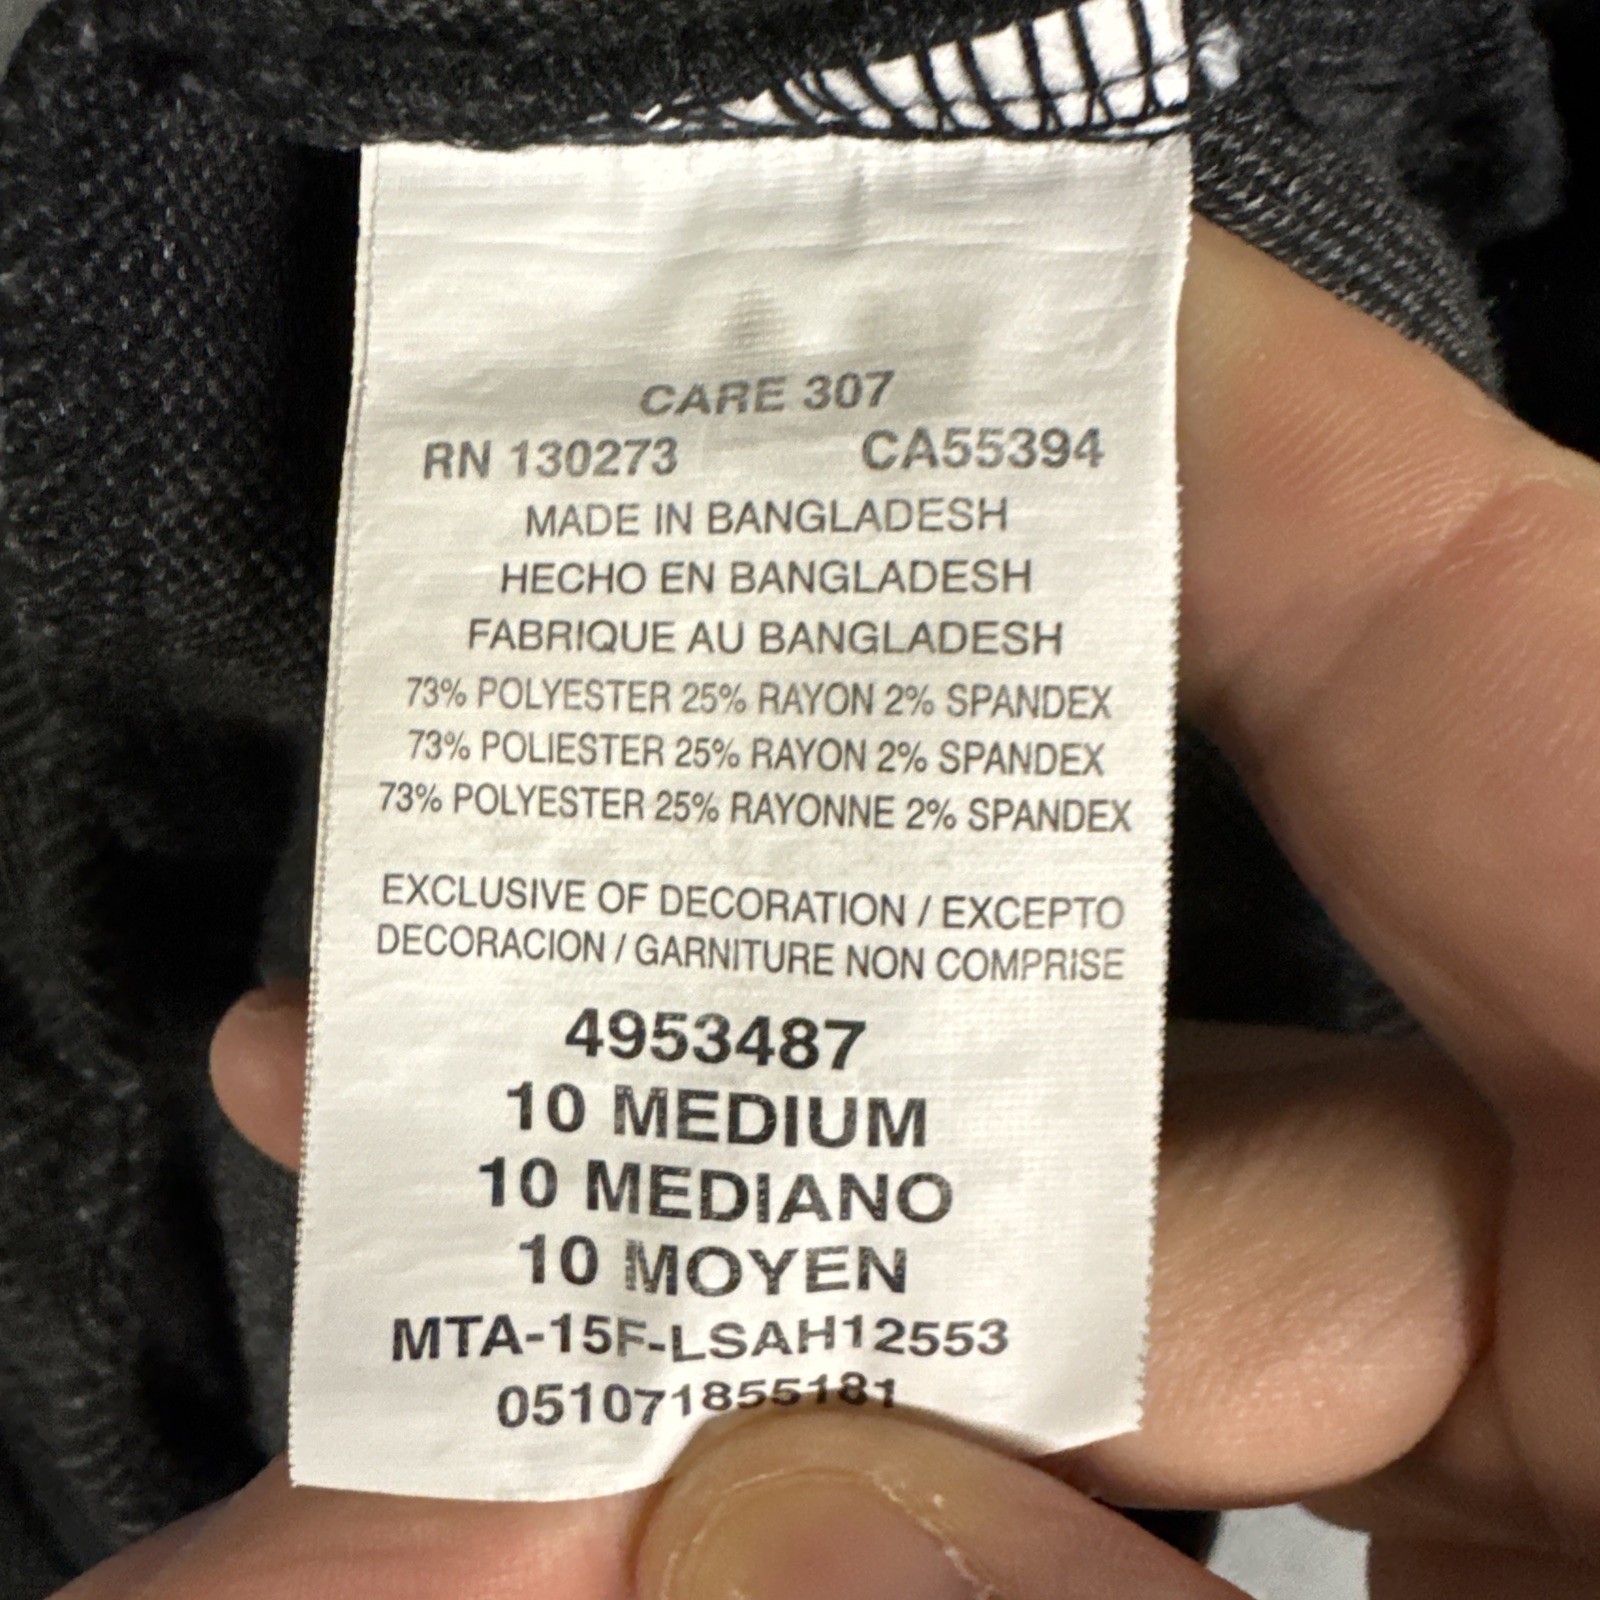 CARE 307
RN 130273 CA55394
MADE IN BANGLADESH
HECHO EN BANGLADESH
FABRIQUE AU BANGLADESH
73% POLYESTER 25% RAYON 2% SPANDEX
73% POLIESTER 25% RAYON 2% SPANDEX
73% POLYESTER 25% RAYONNE 2% SPANDEX
EXCLUSIVE OF DECORATION / EXCEPTO
DECORACION / GARNITURE NON COMPRISE
4953487
10 MEDIUM
10 MEDIANO
10 MOYEN
MTA-15F-LSAH12553
051071855181